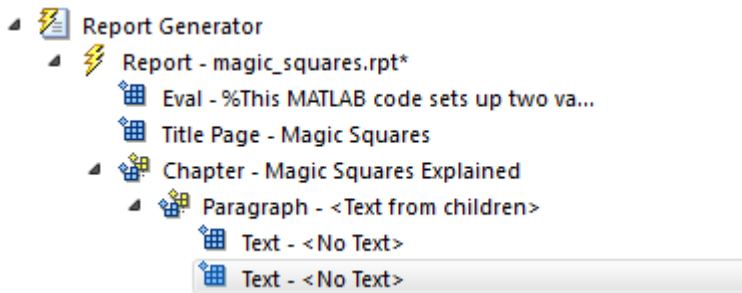 Report Generator
Report - magic_squares.rpt*
Eval - %This MATLAB code sets up two va...
Title Page - Magic Squares
Chapter - Magic Squares Explained
Paragraph - <Text from children>
Text - <No Text>
Text - <No Text>